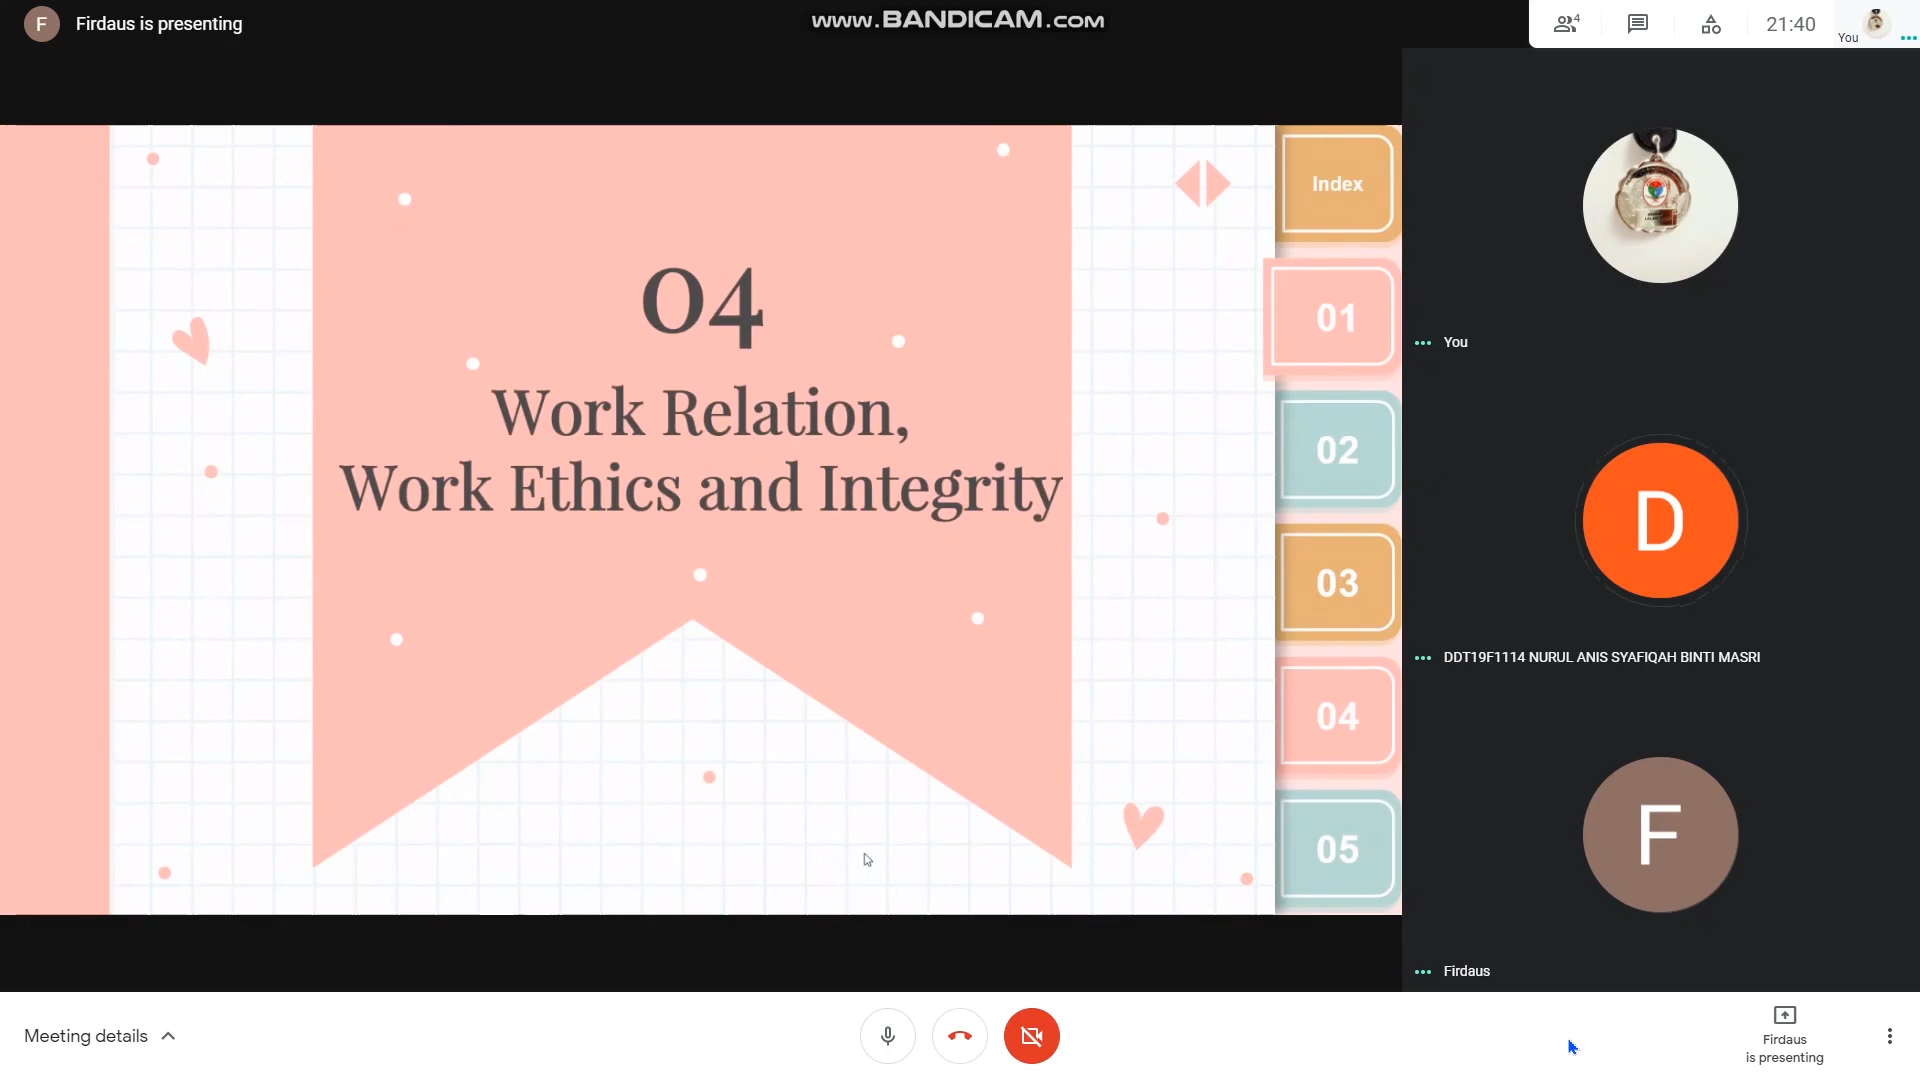 F
Firdaus is presenting
www.BANDICAM.com
4
21:40
You
Index
01
02
03
04
05
04
Work Relation,
Work Ethics and Integrity
You
D
DDT19F1114 NURUL ANIS SYAFIQAH BINTI MASRI
F
Firdaus
Meeting details
Firdaus
is presenting